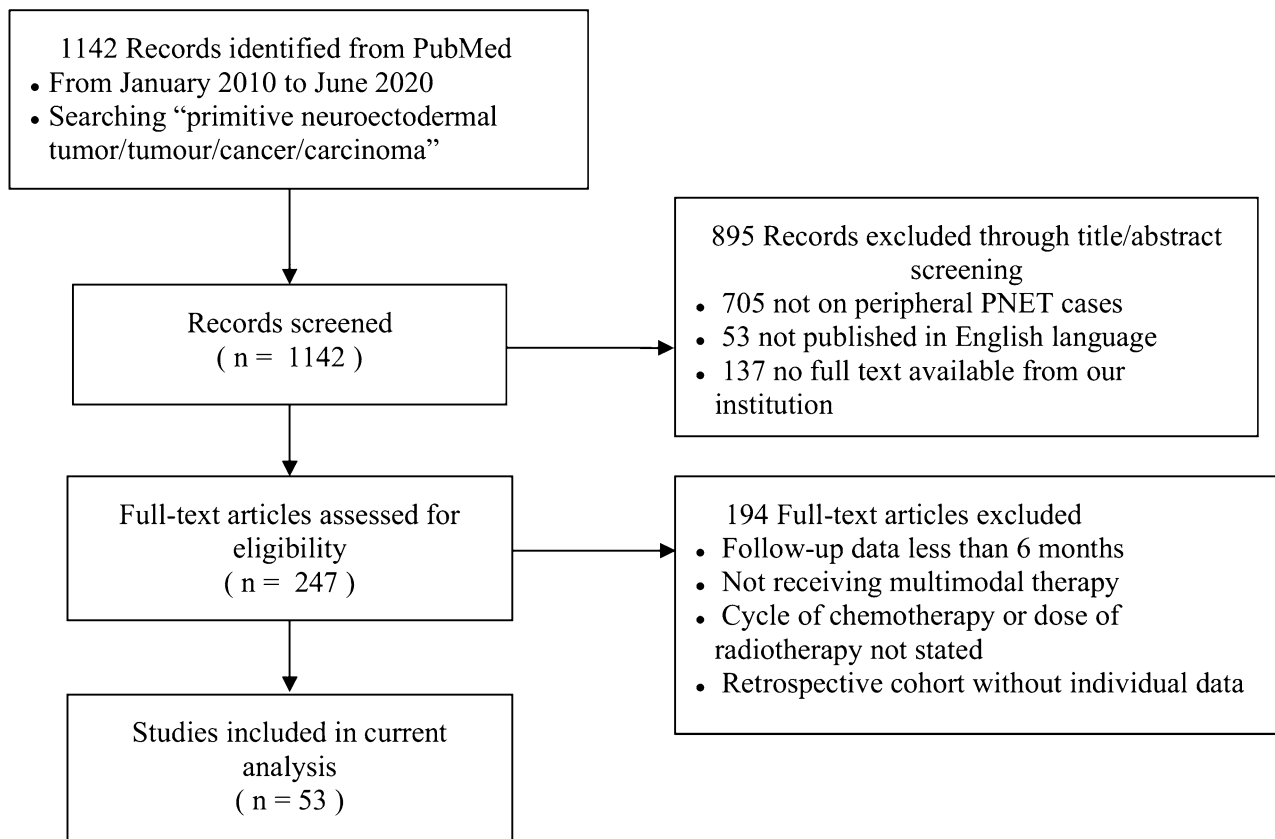 1142 Records identified from PubMed
• From January 2010 to June 2020
• Searching “primitive neuroectodermal
tumor/tumour/cancer/carcinoma”
895 Records excluded through title/abstract
screening
• 705 not on peripheral PNET cases
• 53 not published in English language
• 137 no full text available from our
institution
Records screened
( n = 1142 )
Full-text articles assessed for
eligibility
( n = 247 )
194 Full-text articles excluded
• Follow-up data less than 6 months
• Not receiving multimodal therapy
• Cycle of chemotherapy or dose of
radiotherapy not stated
• Retrospective cohort without individual data
Studies included in current
analysis
( n = 53 )